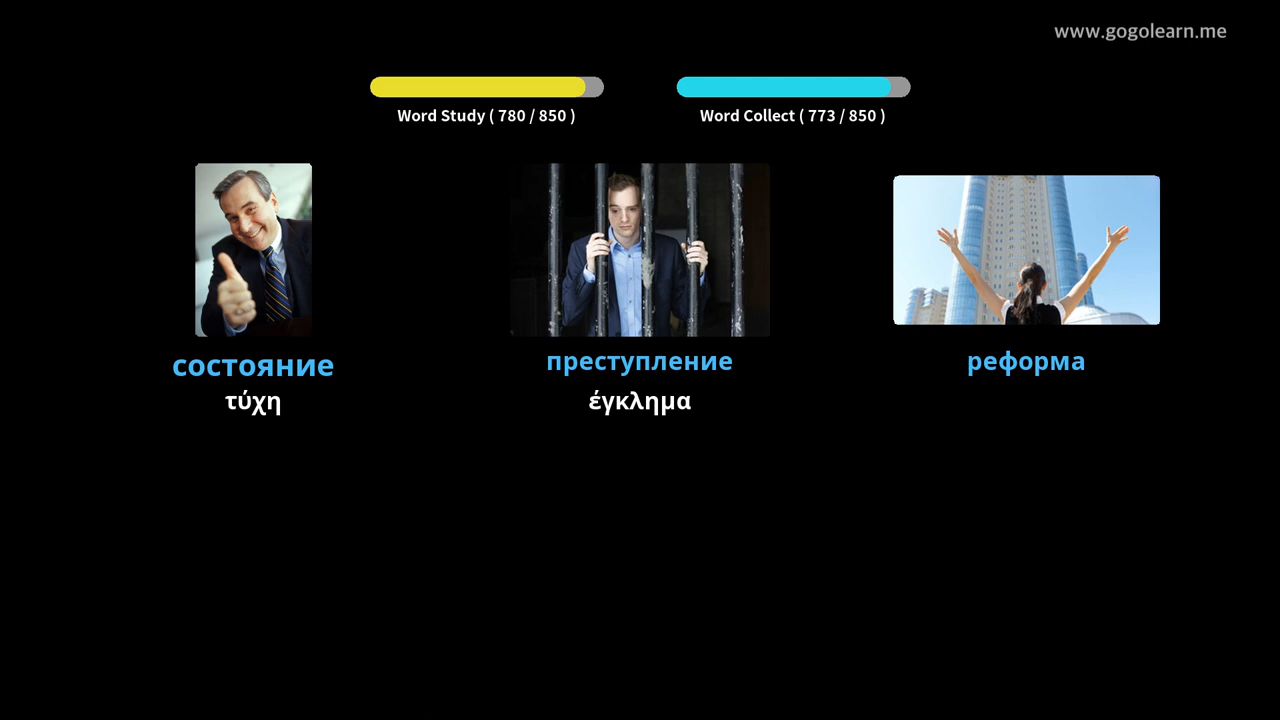 www.gogolearn.me
Word Study ( 780 / 850 )
Word Collect ( 773 / 850 )
состояние
τύχη
преступление
έγκλημα
реформа